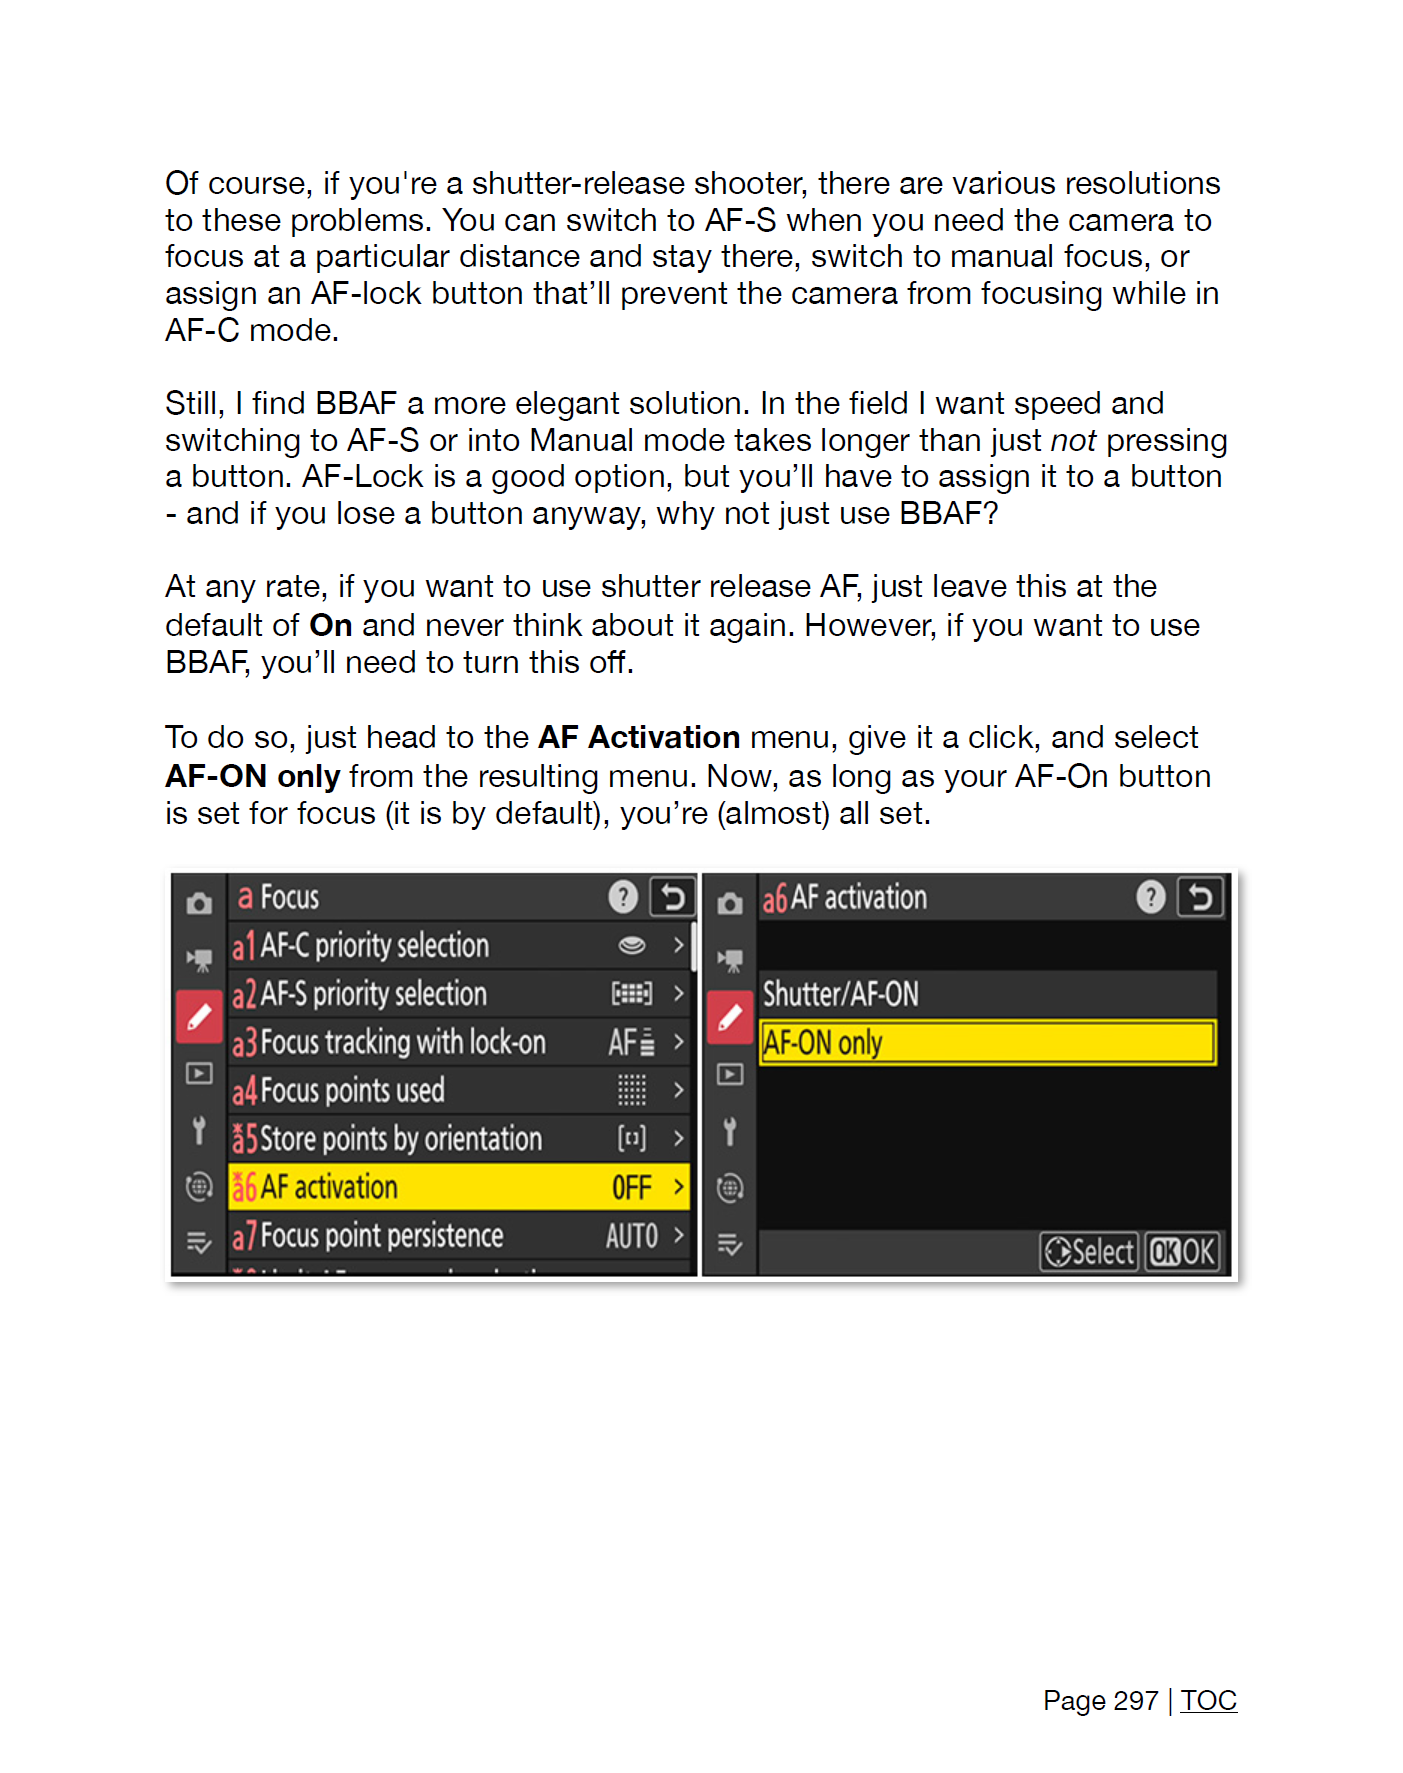 Of course, if you're a shutter-release shooter, there are various resolutions
to these problems. You can switch to AF-S when you need the camera to
focus at a particular distance and stay there, switch to manual focus, or
assign an AF-lock button that’ll prevent the camera from focusing while in
AF-C mode.
Still, I find BBAF a more elegant solution. In the field I want speed and
switching to AF-S or into Manual mode takes longer than just not pressing
a button. AF-Lock is a good option, but you’ll have to assign it to a button
- and if you lose a button anyway, why not just use BBAF?
At any rate, if you want to use shutter release AF, just leave this at the
default of On and never think about it again. However, if you want to use
BBAF, you’ll need to turn this off.
To do so, just head to the AF Activation menu, give it a click, and select
AF-ON only from the resulting menu. Now, as long as your AF-On button
is set for focus (it is by default), you’re (almost) all set.
a Focus ?
a1 AF-C priority selection >
a2 AF-S priority selection >
a3 Focus tracking with lock-on AF >
a4 Focus points used >
*a5 Store points by orientation >
*a6 AF activation OFF >
a7 Focus point persistence AUTO >
a6 AF activation ?
Shutter/AF-ON
AF-ON only
Select OK OK
Page 297 | TOC